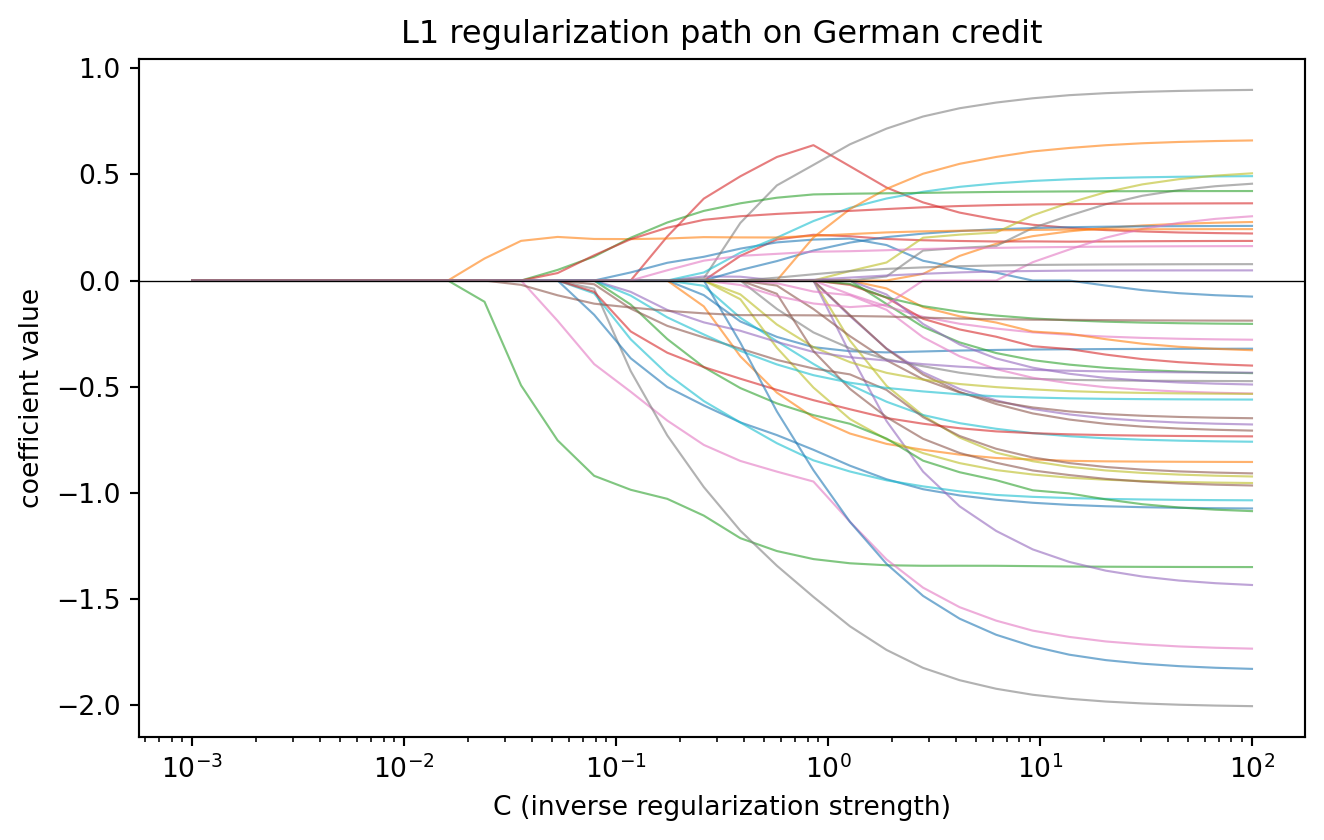 L1 regularization path on German credit
1.0
0.5
0.0
−0.5
−1.0
−1.5
−2.0
coefficient value
10⁻³ 10⁻² 10⁻¹ 10⁰ 10¹ 10²
C (inverse regularization strength)